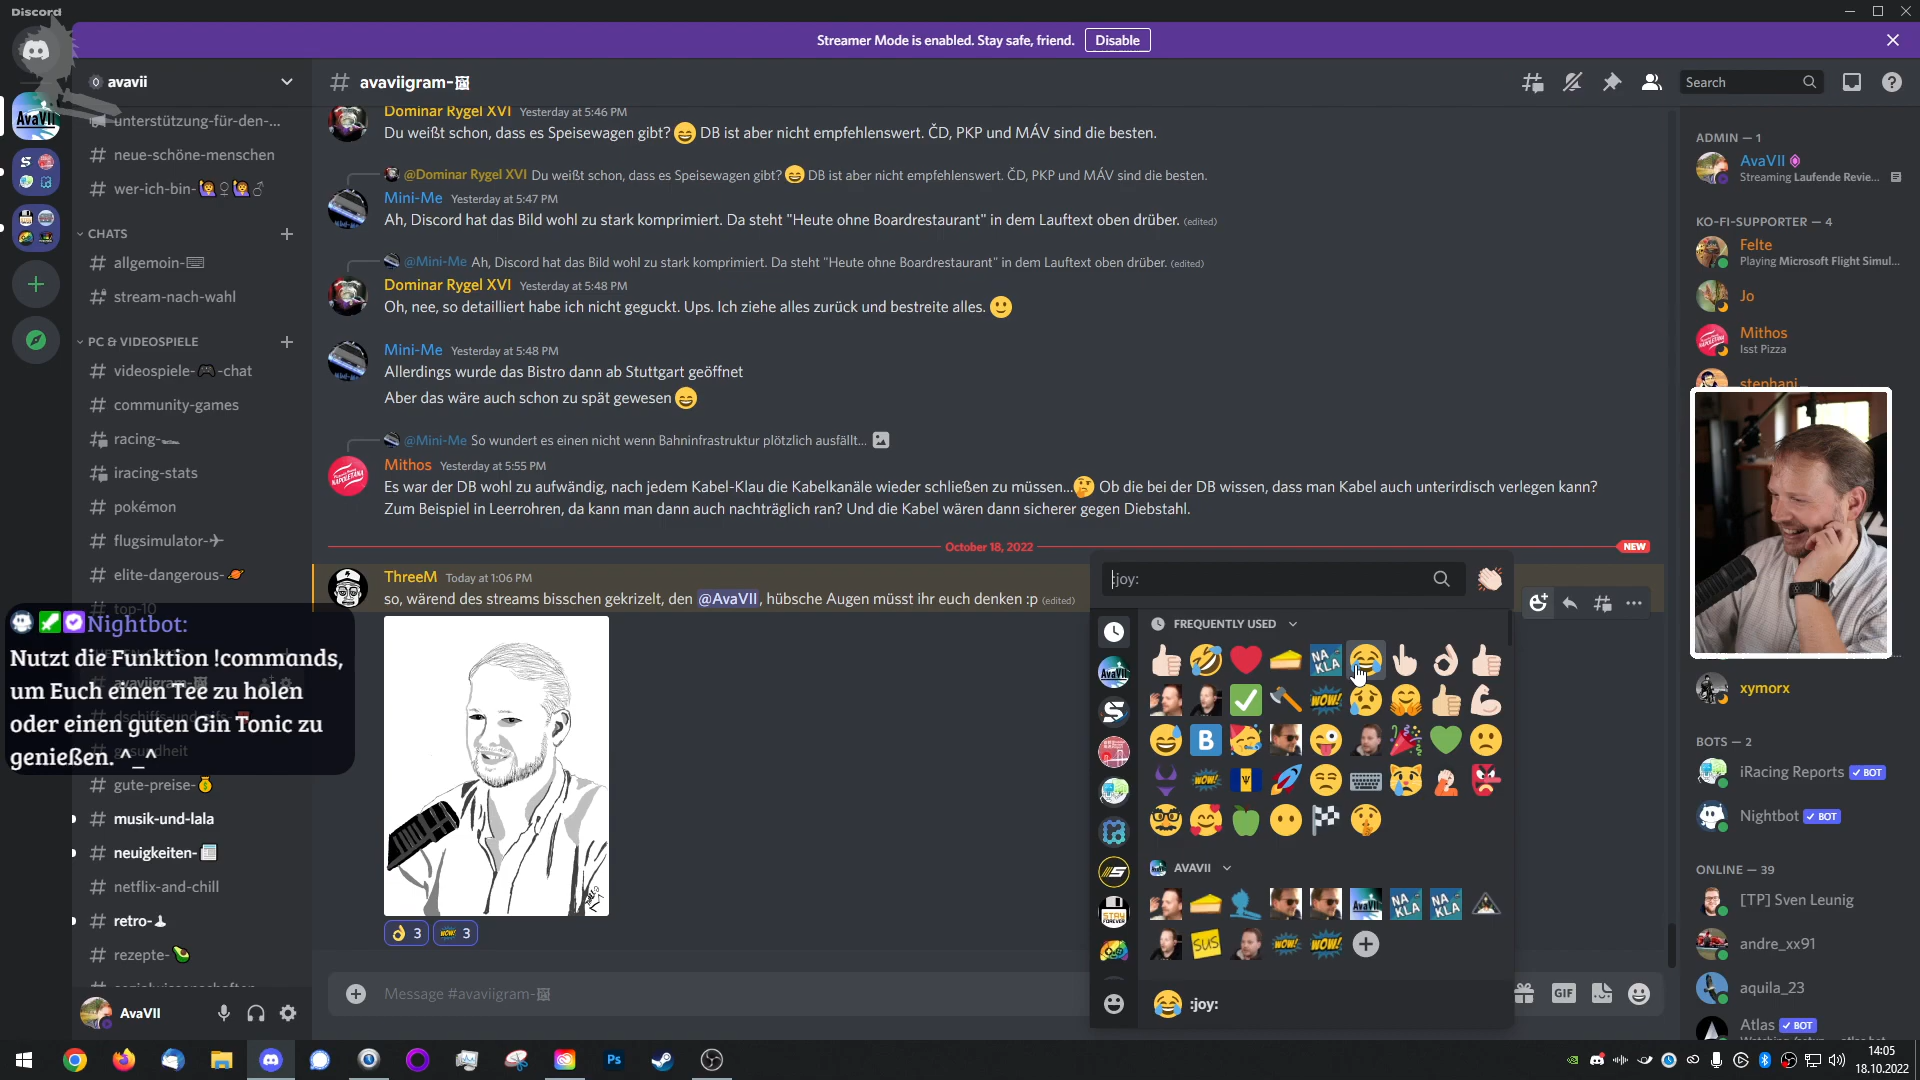 Discord
Streamer Mode is enabled. Stay safe, friend. Disable
avavii
avaviigram-
Search
unterstützung-für-den-...
neue-schöne-menschen
wer-ich-bin-
CHATS
allgemoin-
stream-nach-wahl
PC & VIDEOSPIELE
videospiele- -chat
community-games
racing-
iracing-stats
pokémon
flugsimulator-
elite-dangerous-
top-10
Nightbot:
Nutzt die Funktion !commands,
um Euch einen Tee zu holen
oder einen guten Gin Tonic zu
genießen. ^_^
gute-preise-
musik-und-lala
neuigkeiten-
netflix-and-chill
retro-
rezepte-
AvaVII
Dominar Rygel XVI Yesterday at 5:46 PM
Du weißt schon, dass es Speisewagen gibt? DB ist aber nicht empfehlenswert. ČD, PKP und MÁV sind die besten.
@Dominar Rygel XVI Du weißt schon, dass es Speisewagen gibt? DB ist aber nicht empfehlenswert. ČD, PKP und MÁV sind die besten.
Mini-Me Yesterday at 5:47 PM
Ah, Discord hat das Bild wohl zu stark komprimiert. Da steht "Heute ohne Boardrestaurant" in dem Lauftext oben drüber. (edited)
@Mini-Me Ah, Discord hat das Bild wohl zu stark komprimiert. Da steht "Heute ohne Boardrestaurant" in dem Lauftext oben drüber. (edited)
Dominar Rygel XVI Yesterday at 5:48 PM
Oh, nee, so detailliert habe ich nicht geguckt. Ups. Ich ziehe alles zurück und bestreite alles.
Mini-Me Yesterday at 5:48 PM
Allerdings wurde das Bistro dann ab Stuttgart geöffnet
Aber das wäre auch schon zu spät gewesen
@Mini-Me So wundert es einen nicht wenn Bahninfrastruktur plötzlich ausfällt...
Mithos Yesterday at 5:55 PM
Es war der DB wohl zu aufwändig, nach jedem Kabel-Klau die Kabelkanäle wieder schließen zu müssen... Ob die bei der DB wissen, dass man Kabel auch unterirdisch verlegen kann?
Zum Beispiel in Leerrohren, da kann man dann auch nachträglich ran? Und die Kabel wären dann sicherer gegen Diebstahl.
October 18, 2022
NEW
ThreeM Today at 1:06 PM
so, wärend des streams bisschen gekrizelt, den @AvaVII, hübsche Augen müsst ihr euch denken :p (edited)
3 3
Message #avaviigram-
:joy:
FREQUENTLY USED
NA KLA
WOW!
B
AVAVII
NA KLA NA KLA
SUS
STAY FOREVER
:joy:
GIF
ADMIN — 1
AvaVII
Streaming Laufende Revie...
KO-FI-SUPPORTER — 4
Felte
Playing Microsoft Flight Simul...
Jo
Mithos
Isst Pizza
stephani
xymorx
BOTS — 2
iRacing Reports BOT
Nightbot BOT
ONLINE — 39
[TP] Sven Leunig
andre_xx91
aquila_23
Atlas BOT
Ps
14:05
18.10.2022